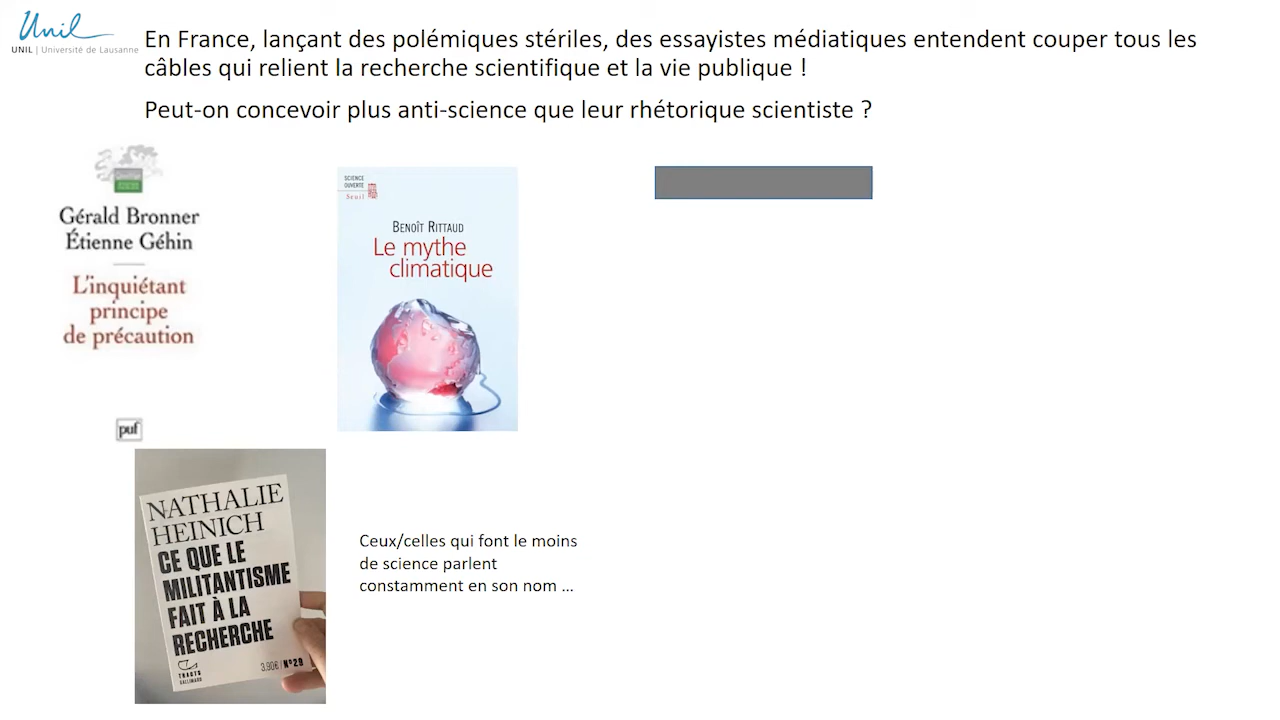 Unil
UNIL | Université de Lausanne
En France, lançant des polémiques stériles, des essayistes médiatiques entendent couper tous les
câbles qui relient la recherche scientifique et la vie publique !
Peut-on concevoir plus anti-science que leur rhétorique scientiste ?
Gérald Bronner
Étienne Géhin
L'inquiétant
principe
de précaution
puf
SCIENCE
OUVERTE
Seuil
BENOÎT RITTAUD
Le mythe
climatique
NATHALIE
HEINICH
CE QUE LE
MILITANTISME
FAIT À LA
RECHERCHE
TRACTS
GALLIMARD
3,90€ / N°29
Ceux/celles qui font le moins
de science parlent
constamment en son nom ...